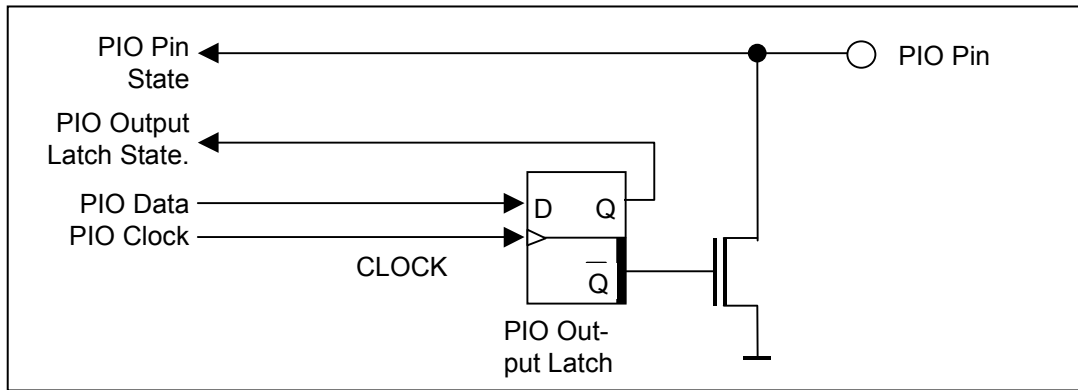 PIO Pin
State
PIO Pin
PIO Output
Latch State.
PIO Data
D Q
PIO Clock
CLOCK
Q̅
PIO Out-
put Latch